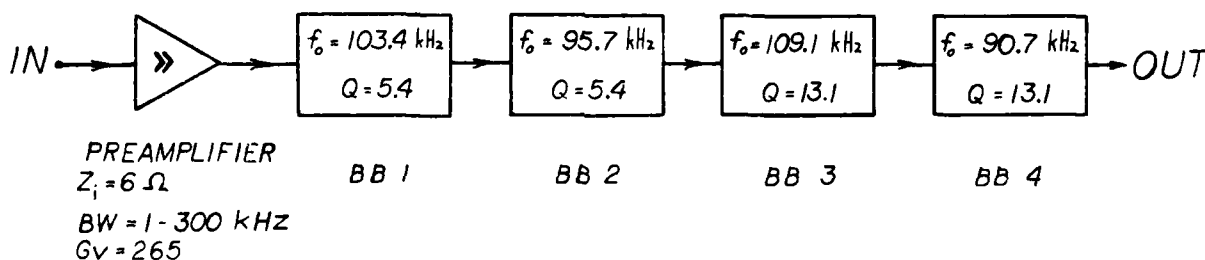 IN
»
f₀ = 103.4 kHz
Q = 5.4
f₀ = 95.7 kHz
Q = 5.4
f₀ = 109.1 kHz
Q = 13.1
f₀ = 90.7 kHz
Q = 13.1
OUT
PREAMPLIFIER
Zᵢ = 6 Ω
BW = 1 - 300 kHz
Gv = 265
BB 1
BB 2
BB 3
BB 4